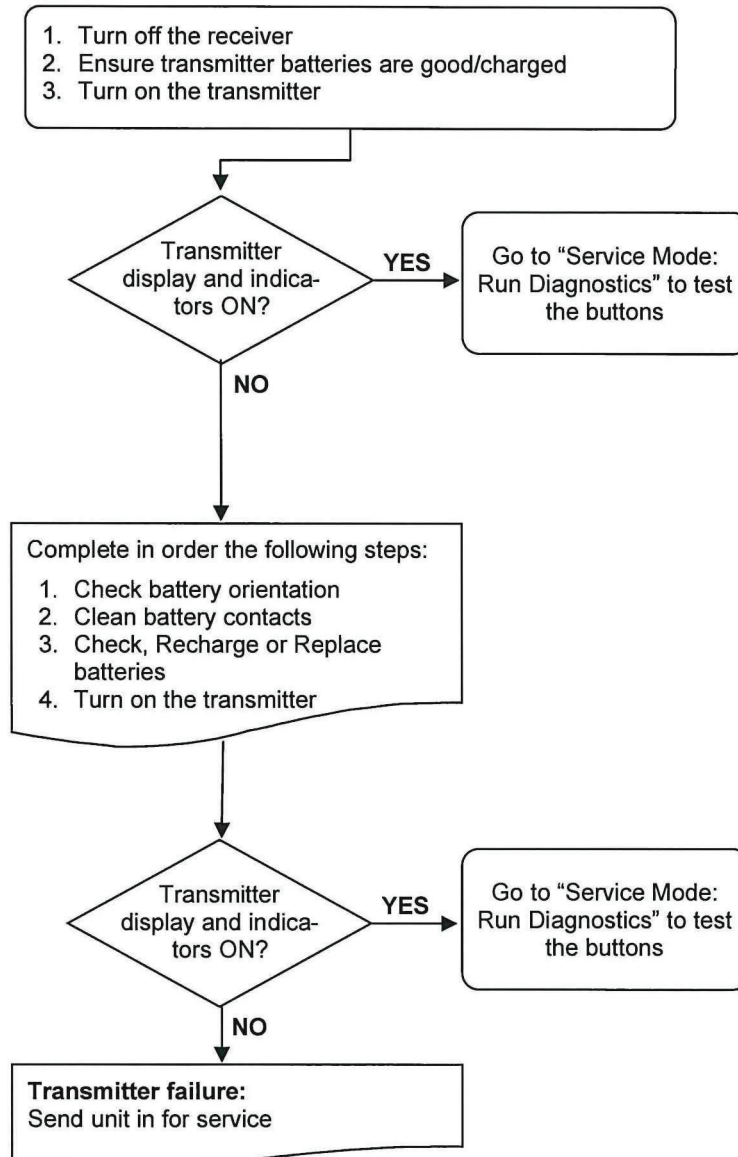 1. Turn off the receiver
2. Ensure transmitter batteries are good/charged
3. Turn on the transmitter
Transmitter
display and indica-
tors ON?
YES
Go to “Service Mode:
Run Diagnostics” to test
the buttons
NO
Complete in order the following steps:
1. Check battery orientation
2. Clean battery contacts
3. Check, Recharge or Replace
batteries
4. Turn on the transmitter
Transmitter
display and indica-
tors ON?
YES
Go to “Service Mode:
Run Diagnostics” to test
the buttons
NO
Transmitter failure:
Send unit in for service